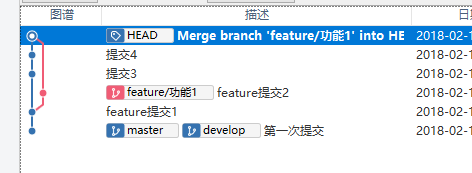 图谱 描述 日
HEAD Merge branch 'feature/功能1' into HE 2018-02-1
提交4 2018-02-1
提交3 2018-02-1
feature/功能1 feature提交2 2018-02-1
feature提交1 2018-02-1
master develop 第一次提交 2018-02-1